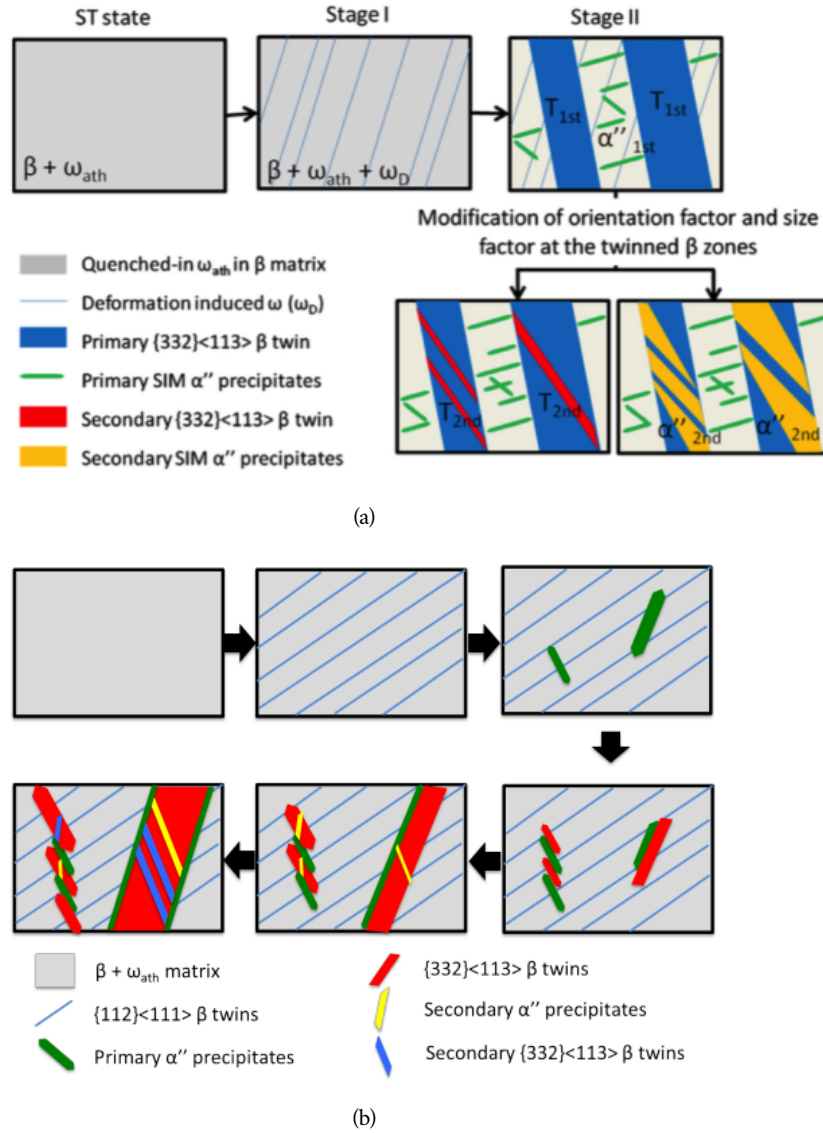 ST state
Stage I
Stage II
β + ωath
β + ωath + ωD
T1st
T1st
α″1st
Modification of orientation factor and size
factor at the twinned β zones
Quenched-in ωath in β matrix
Deformation induced ω (ωD)
Primary {332}<113> β twin
Primary SIM α″ precipitates
Secondary {332}<113> β twin
Secondary SIM α″ precipitates
T2nd
T2nd
α″2nd
α″2nd
(a)
β + ωath matrix
{112}<111> β twins
Primary α″ precipitates
{332}<113> β twins
Secondary α″ precipitates
Secondary {332}<113> β twins
(b)